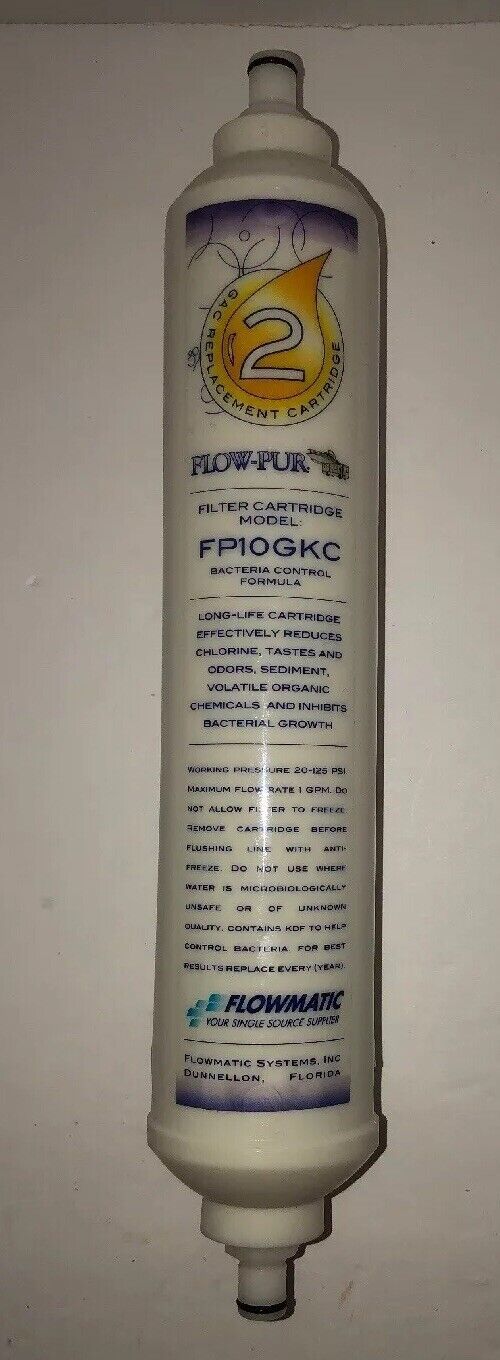 GAC REPLACEMENT CARTRIDGE
2
FLOW-PUR
FILTER CARTRIDGE
MODEL:
FP10GKC
BACTERIA CONTROL
FORMULA
LONG-LIFE CARTRIDGE
EFFECTIVELY REDUCES
CHLORINE, TASTES AND
ODORS, SEDIMENT,
VOLATILE ORGANIC
CHEMICALS AND INHIBITS
BACTERIAL GROWTH
WORKING PRESSURE 20-125 PSI
MAXIMUM FLOW RATE 1 GPM. DO
NOT ALLOW FILTER TO FREEZE.
REMOVE CARTRIDGE BEFORE
FLUSHING LINE WITH ANTI-
FREEZE. DO NOT USE WHERE
WATER IS MICROBIOLOGICALLY
UNSAFE OR OF UNKNOWN
QUALITY. CONTAINS KDF TO HELP
CONTROL BACTERIA. FOR BEST
RESULTS REPLACE EVERY (YEAR).
FLOWMATIC
YOUR SINGLE SOURCE SUPPLIER
FLOWMATIC SYSTEMS, INC
DUNNELLON, FLORIDA